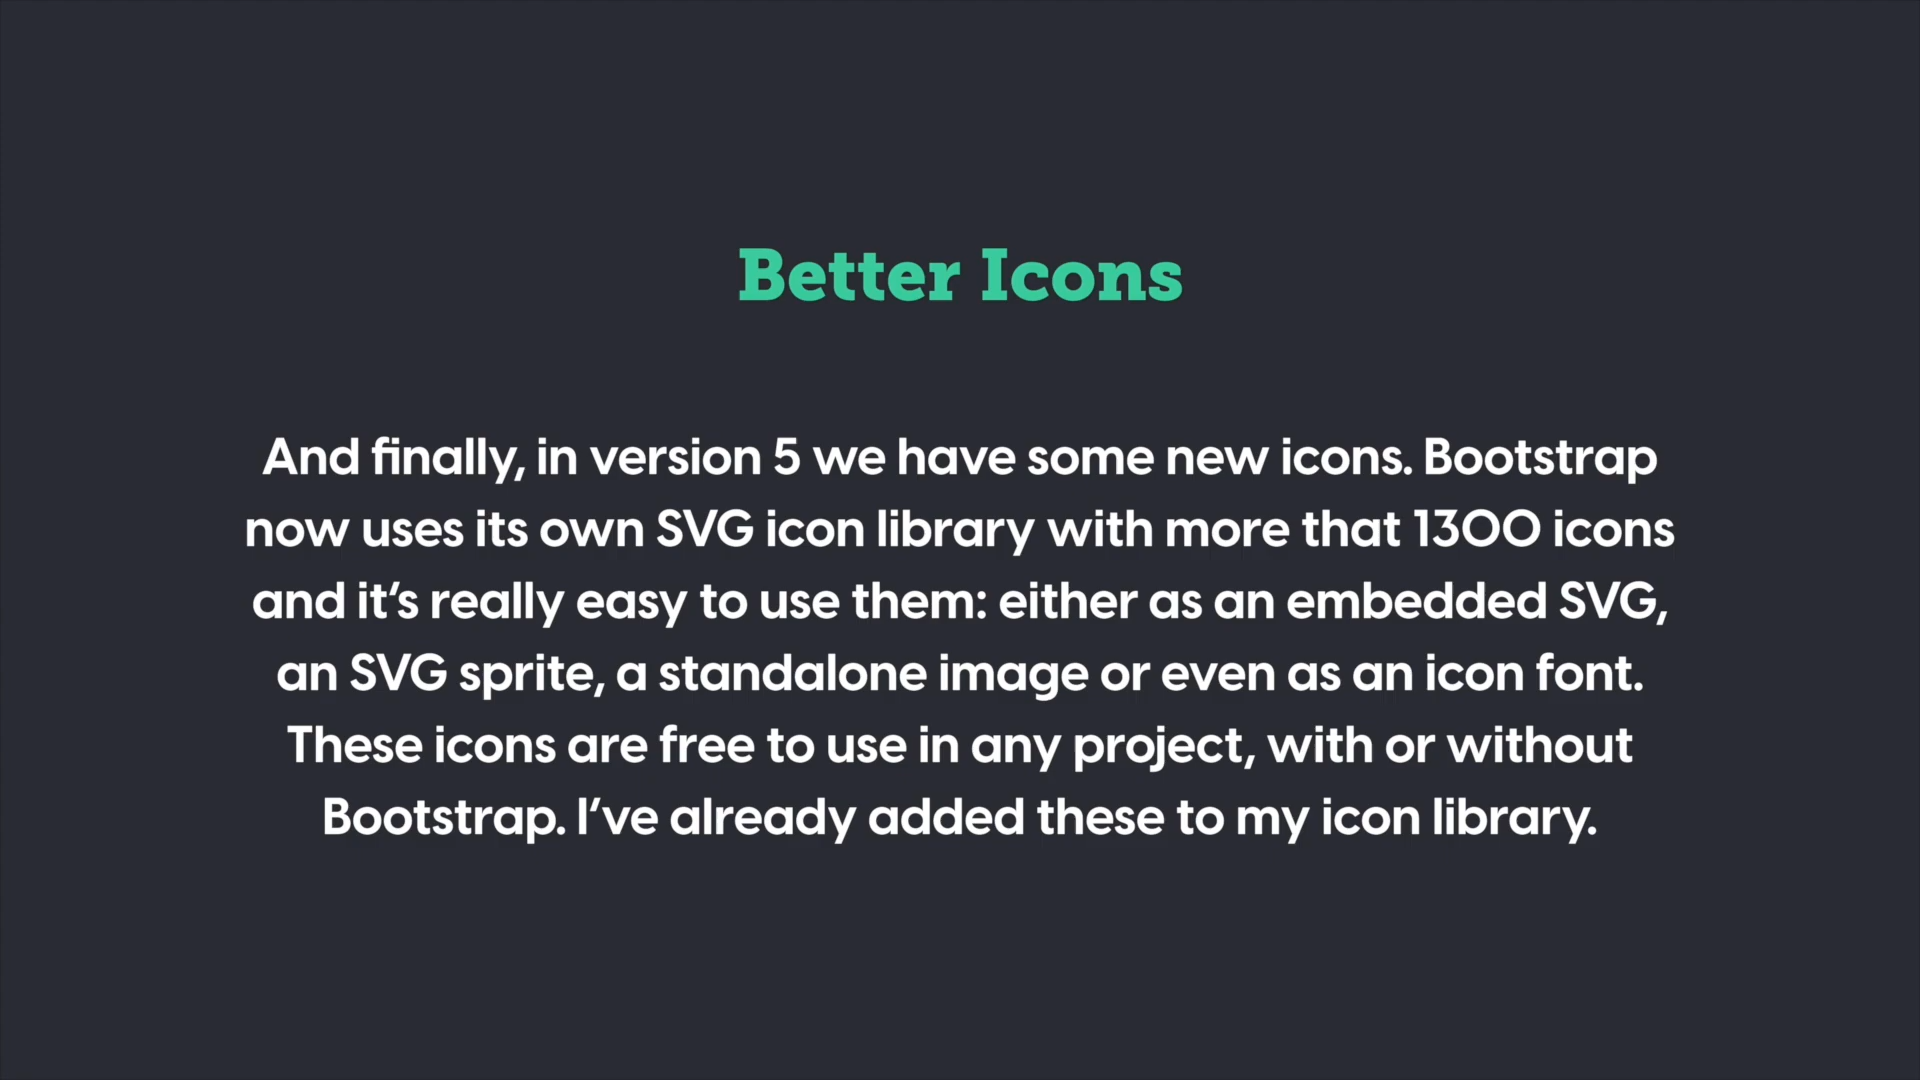 Better Icons
And finally, in version 5 we have some new icons. Bootstrap
now uses its own SVG icon library with more that 1300 icons
and it‘s really easy to use them: either as an embedded SVG,
an SVG sprite, a standalone image or even as an icon font.
These icons are free to use in any project, with or without
Bootstrap. I’ve already added these to my icon library.